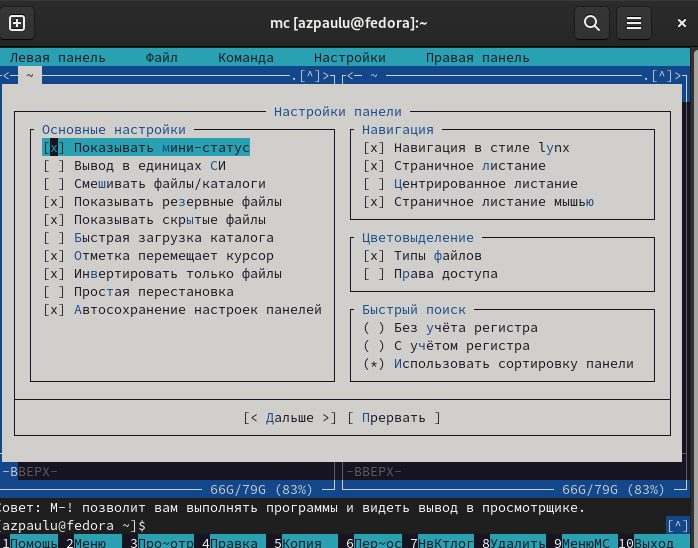 mc [azpaulu@fedora]:~
Левая панель Файл Команда Настройки Правая панель
<─ ~ .[^]>┐┌<─ ~ .[^]>┐
Настройки панели
Основные настройки
[x] Показывать мини-статус
[ ] Вывод в единицах СИ
[ ] Смешивать файлы/каталоги
[x] Показывать резервные файлы
[x] Показывать скрытые файлы
[ ] Быстрая загрузка каталога
[x] Отметка перемещает курсор
[x] Инвертировать только файлы
[ ] Простая перестановка
[x] Автосохранение настроек панелей
Навигация
[x] Навигация в стиле lynx
[x] Страничное листание
[ ] Центрированное листание
[x] Страничное листание мышью
Цветовыделение
[x] Типы файлов
[ ] Права доступа
Быстрый поиск
( ) Без учёта регистра
( ) С учётом регистра
(*) Использовать сортировку панели
[< Дальше >] [ Прервать ]
-ВВЕРХ- -ВВЕРХ-
66G/79G (83%) 66G/79G (83%)
Совет: M-! позволит вам выполнять программы и видеть вывод в просмотрщике.
[azpaulu@fedora ~]$ [^]
1Помощь 2Меню 3Про~отр 4Правка 5Копия 6Пер~ос 7НвКтлог 8Удалить 9МенюMC 10Выход